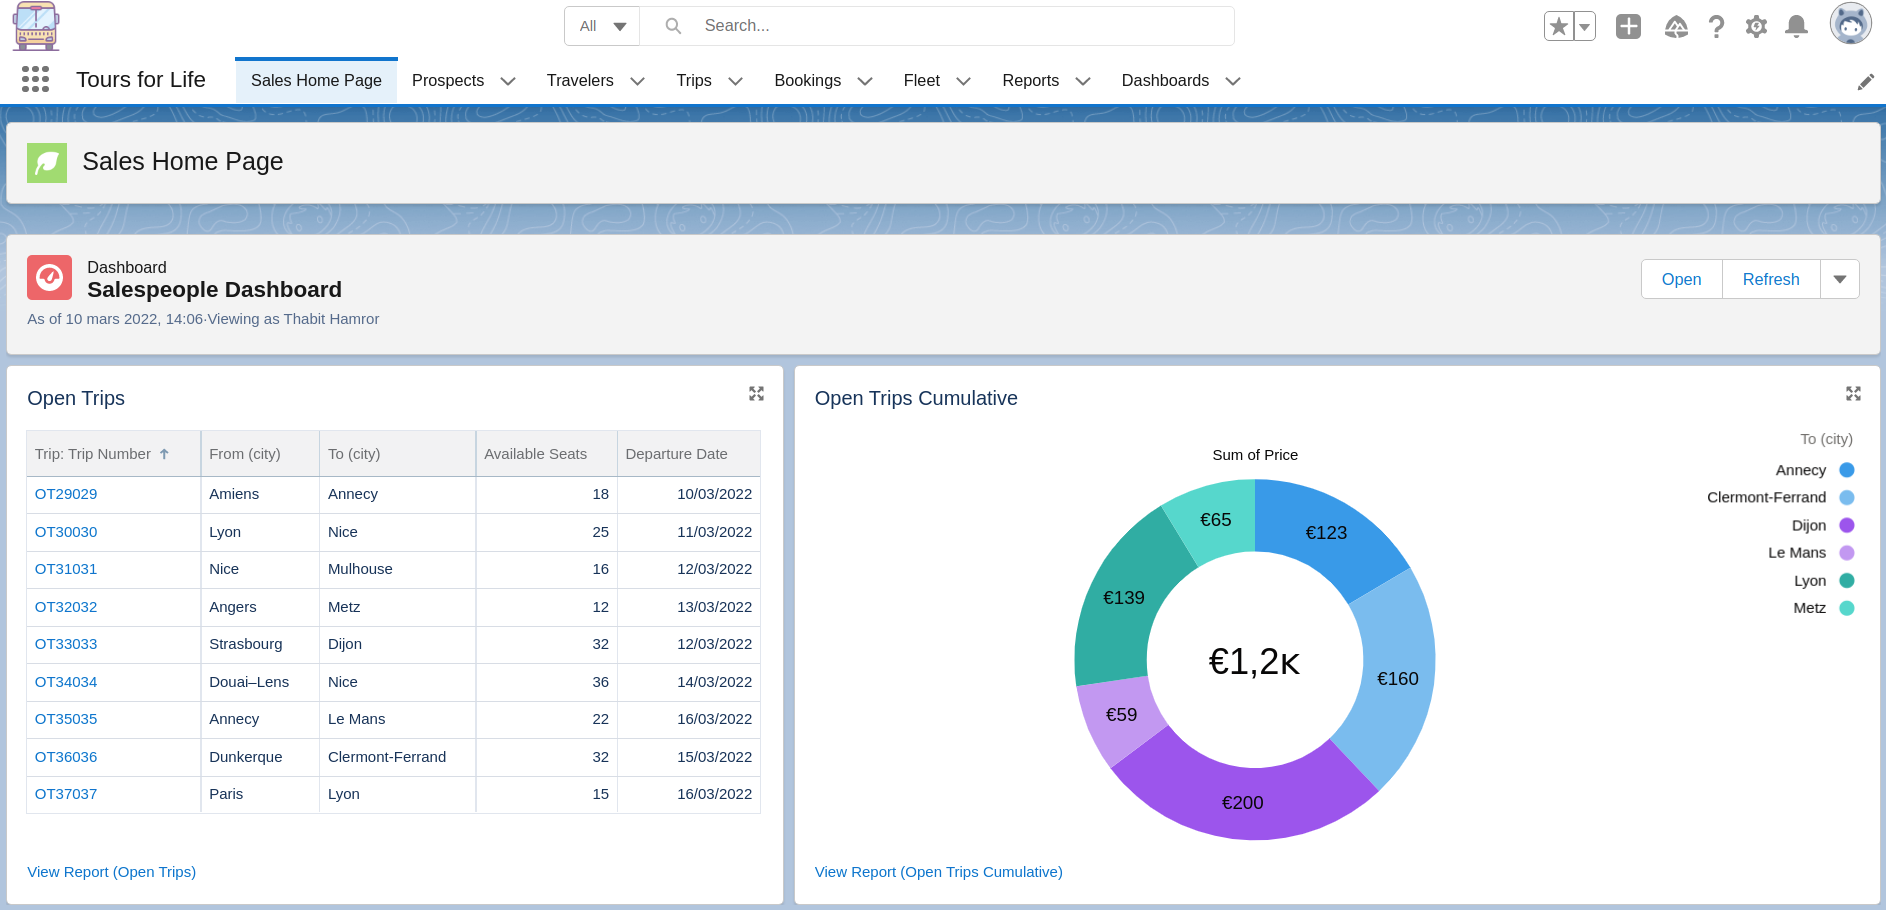 All
Search...
Tours for Life
Sales Home Page
Prospects
Travelers
Trips
Bookings
Fleet
Reports
Dashboards
Sales Home Page
Dashboard
Salespeople Dashboard
As of 10 mars 2022, 14:06·Viewing as Thabit Hamror
Open
Refresh
Open Trips
Trip: Trip Number From (city) To (city) Available Seats Departure Date
OT29029 Amiens Annecy 18 10/03/2022
OT30030 Lyon Nice 25 11/03/2022
OT31031 Nice Mulhouse 16 12/03/2022
OT32032 Angers Metz 12 13/03/2022
OT33033 Strasbourg Dijon 32 12/03/2022
OT34034 Douai–Lens Nice 36 14/03/2022
OT35035 Annecy Le Mans 22 16/03/2022
OT36036 Dunkerque Clermont-Ferrand 32 15/03/2022
OT37037 Paris Lyon 15 16/03/2022
View Report (Open Trips)
Open Trips Cumulative
Sum of Price
€65
€123
€139
€160
€1,2K
€59
€200
To (city)
Annecy
Clermont-Ferrand
Dijon
Le Mans
Lyon
Metz
View Report (Open Trips Cumulative)